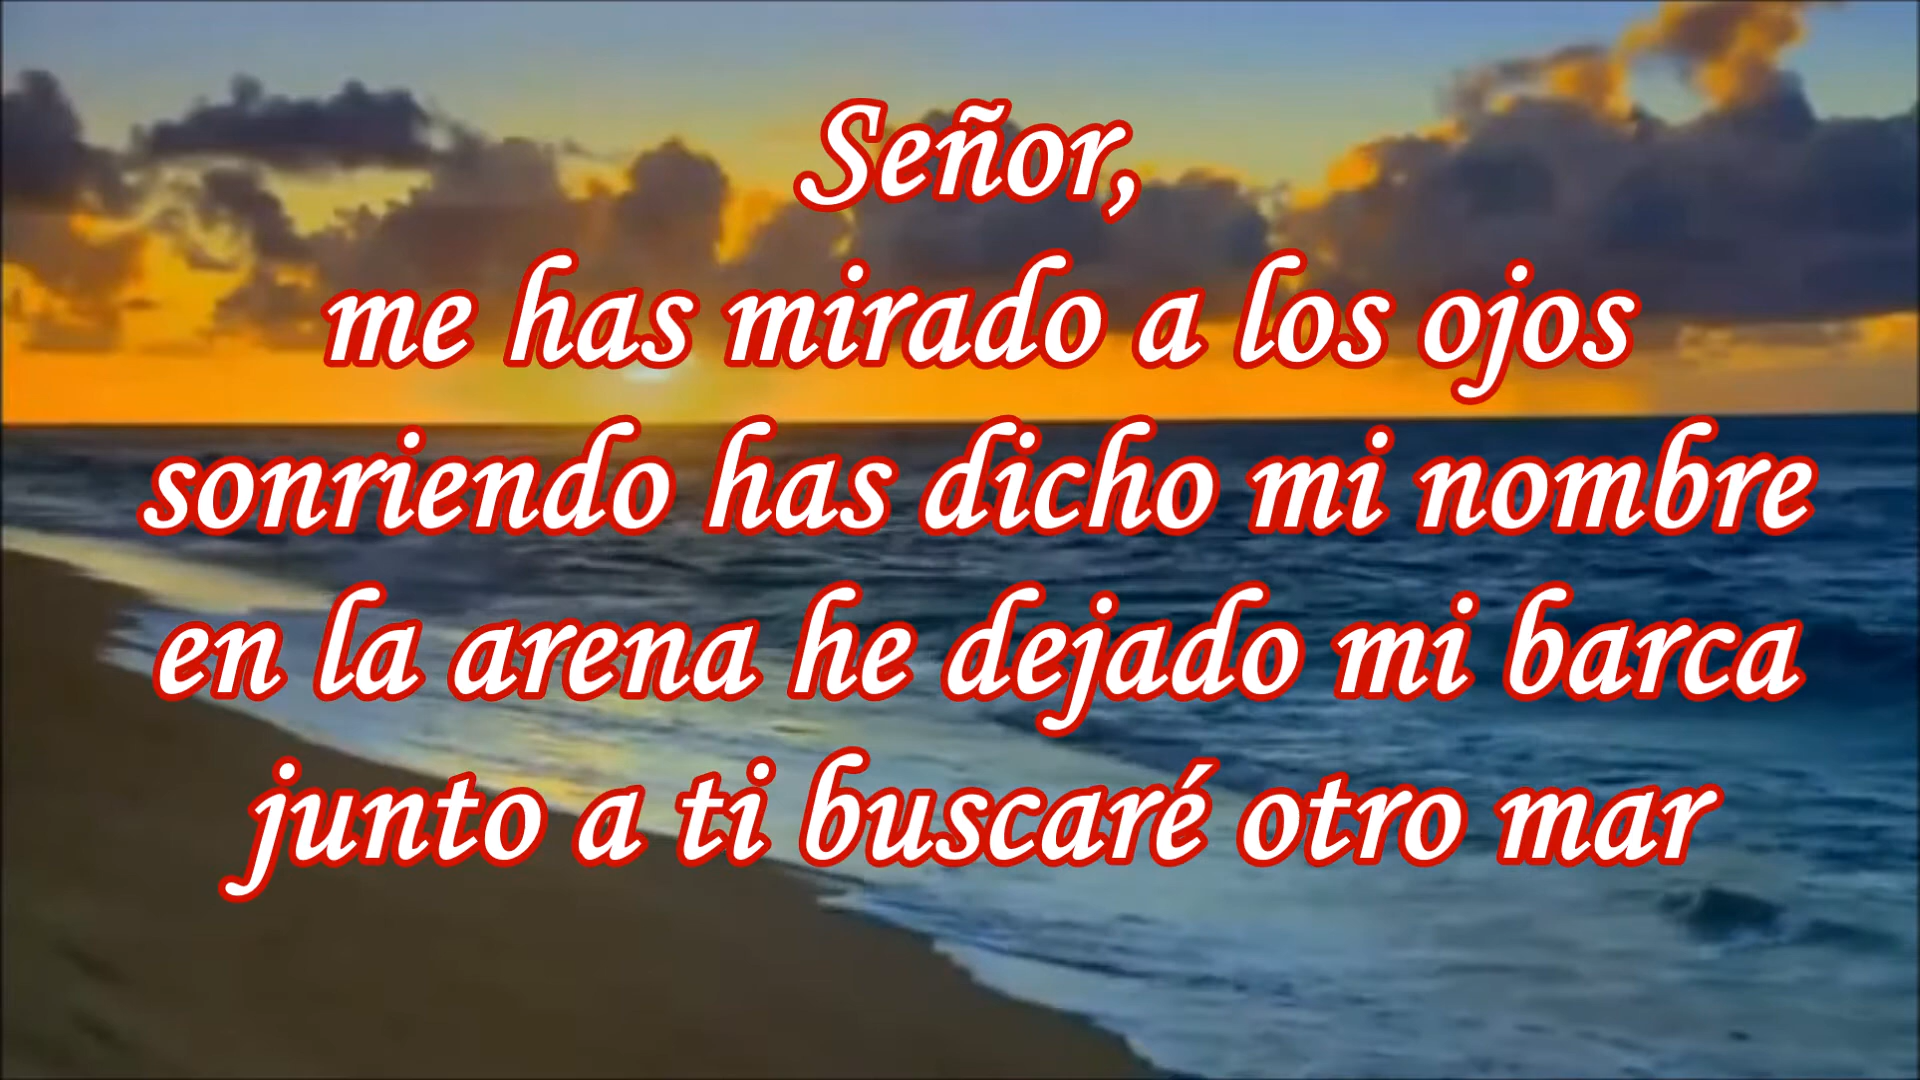 Señor,
me has mirado a los ojos
sonriendo has dicho mi nombre
en la arena he dejado mi barca
junto a ti buscaré otro mar